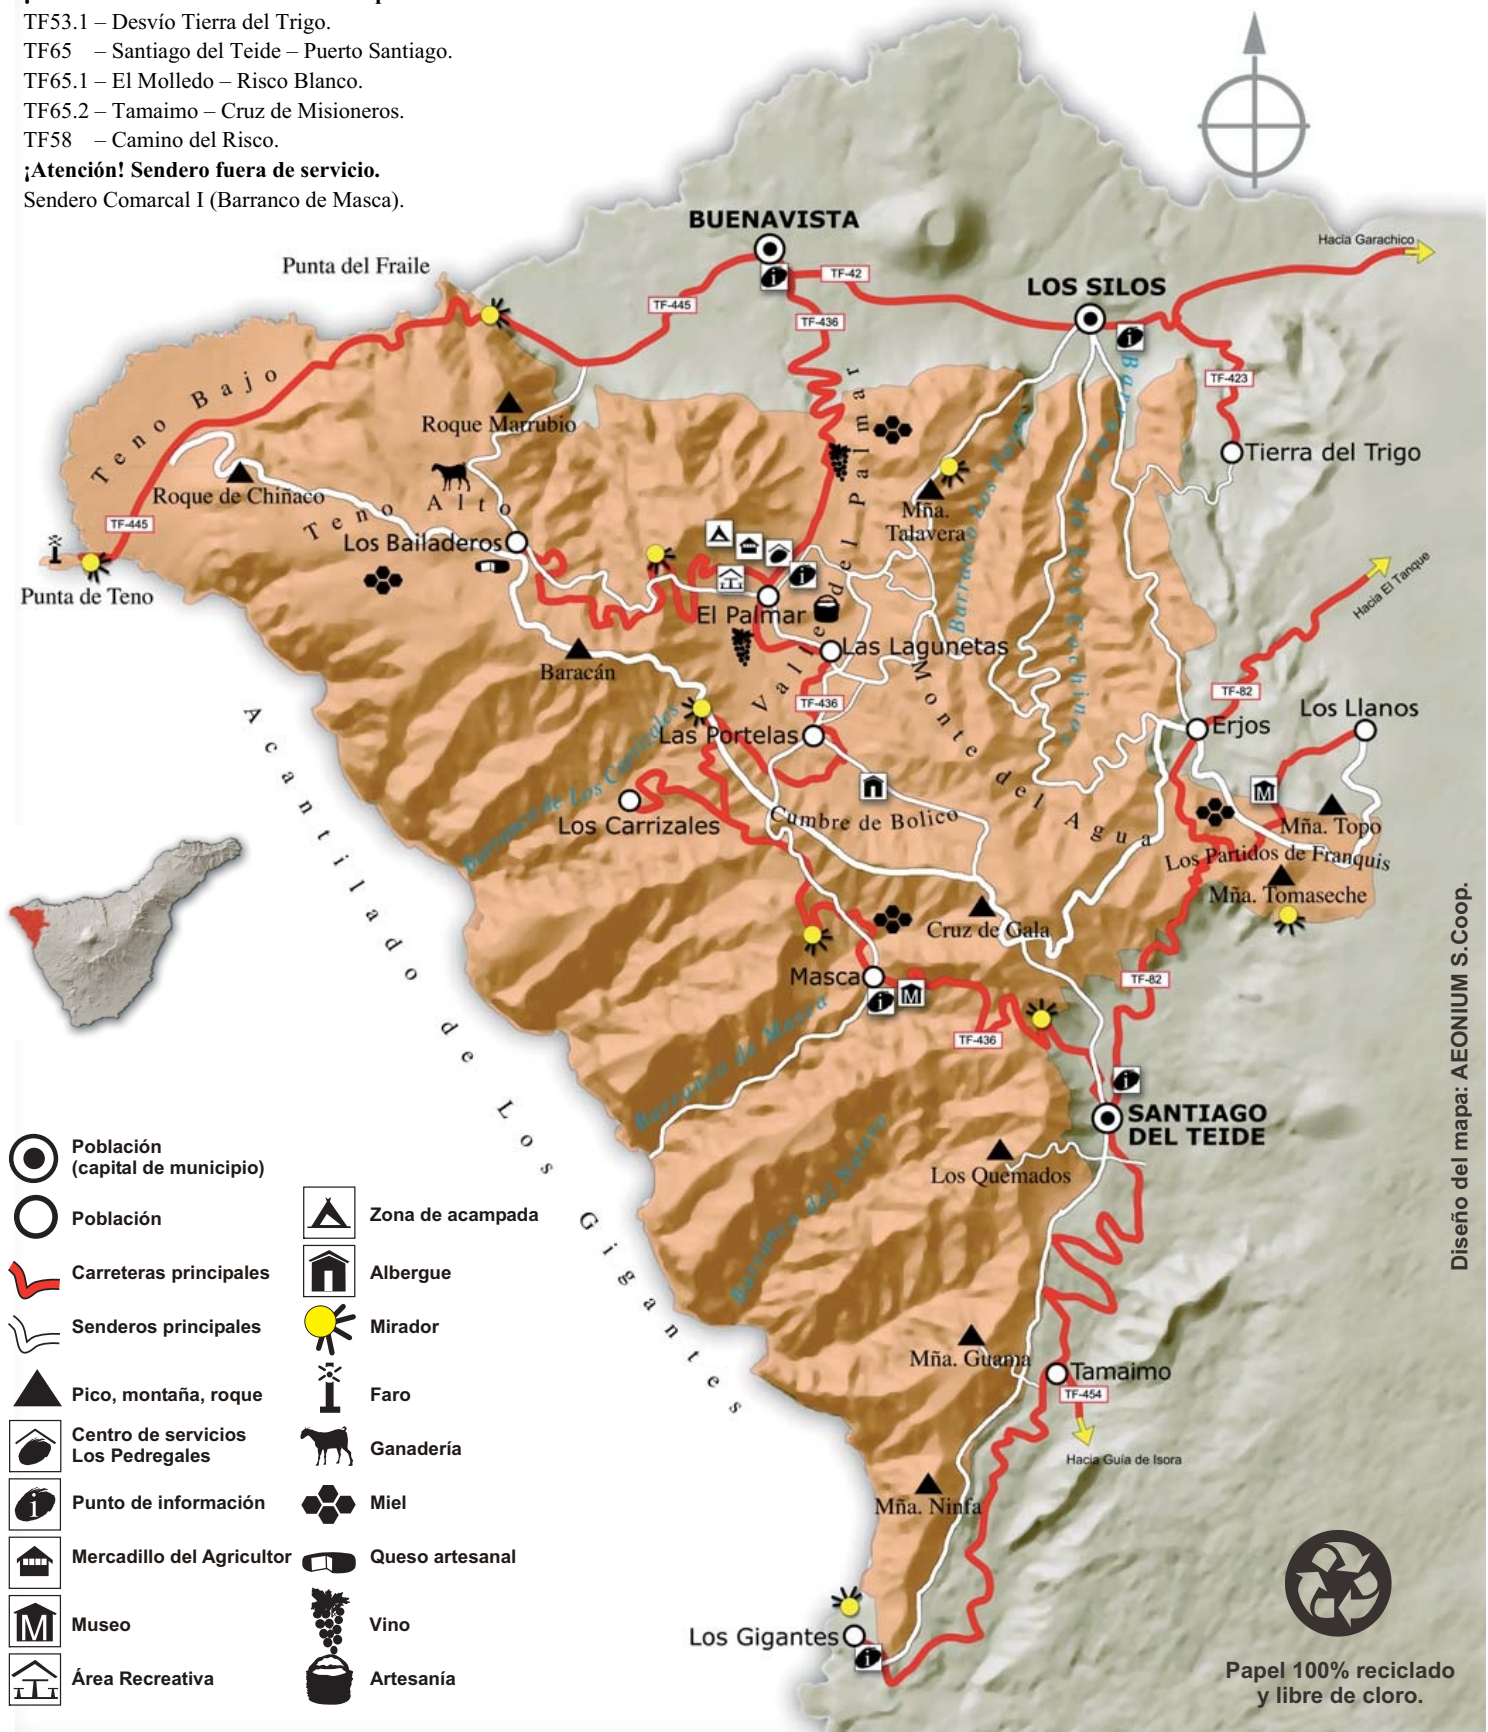 TF53.1 – Desvío Tierra del Trigo.
TF65 – Santiago del Teide – Puerto Santiago.
TF65.1 – El Molledo – Risco Blanco.
TF65.2 – Tamaimo – Cruz de Misioneros.
TF58 – Camino del Risco.
¡Atención! Sendero fuera de servicio.
Sendero Comarcal I (Barranco de Masca).
BUENAVISTA
Punta del Fraile
Hacia Garachico
TF-42
LOS SILOS
TF-445
TF-436
Teno Bajo
TF-423
Roque Marrubio
Barranco Los Pasos
Barranco de Los Cochinos
Tierra del Trigo
Roque de Chiñaco
Teno Alto
Mña.
Talavera
TF-445
Los Bailaderos
Valle del Palmar
Punta de Teno
El Palmar
Hacia El Tanque
Las Lagunetas
Baracán
TF-82
TF-436
Los Llanos
Erjos
Las Portelas
Monte del Agua
Barranco de Los Carrizales
Los Carrizales
Cumbre de Bolico
Mña. Topo
Los Partidos de Franquis
Mña. Tomaseche
Acantilado de Los Gigantes
Cruz de Gala
Masca
TF-82
Barranco de Masca
TF-436
SANTIAGO
DEL TEIDE
Barranco del Natero
Los Quemados
Mña. Guama
Tamaimo
TF-454
Hacia Guía de Isora
Mña. Ninfa
Los Gigantes
Población
(capital de municipio)
Población
Carreteras principales
Senderos principales
Pico, montaña, roque
Centro de servicios
Los Pedregales
i
Punto de información
Mercadillo del Agricultor
M
Museo
Área Recreativa
Zona de acampada
Albergue
Mirador
Faro
Ganadería
Miel
Queso artesanal
Vino
Artesanía
Diseño del mapa: AEONIUM S.Coop.
Papel 100% reciclado
y libre de cloro.